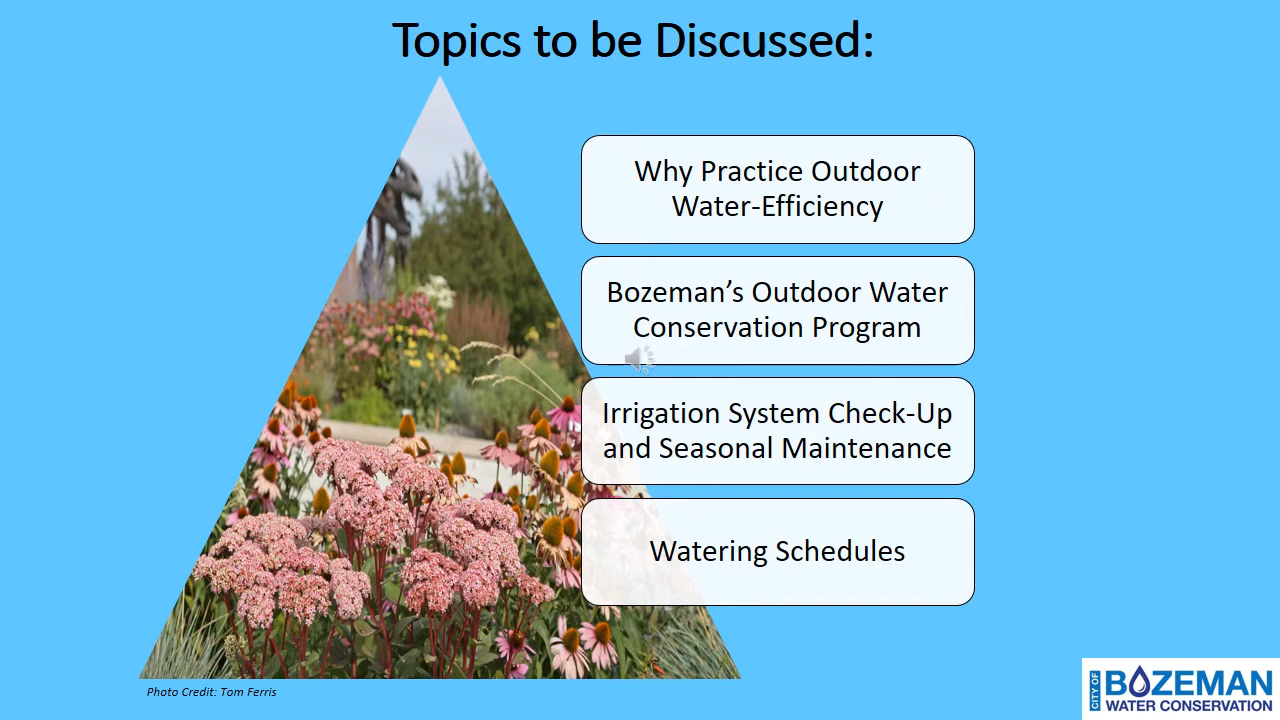 Topics to be Discussed:
Why Practice Outdoor
Water-Efficiency
Bozeman’s Outdoor Water
Conservation Program
Irrigation System Check-Up
and Seasonal Maintenance
Watering Schedules
Photo Credit: Tom Ferris
CITY OF
BOZEMAN
WATER CONSERVATION